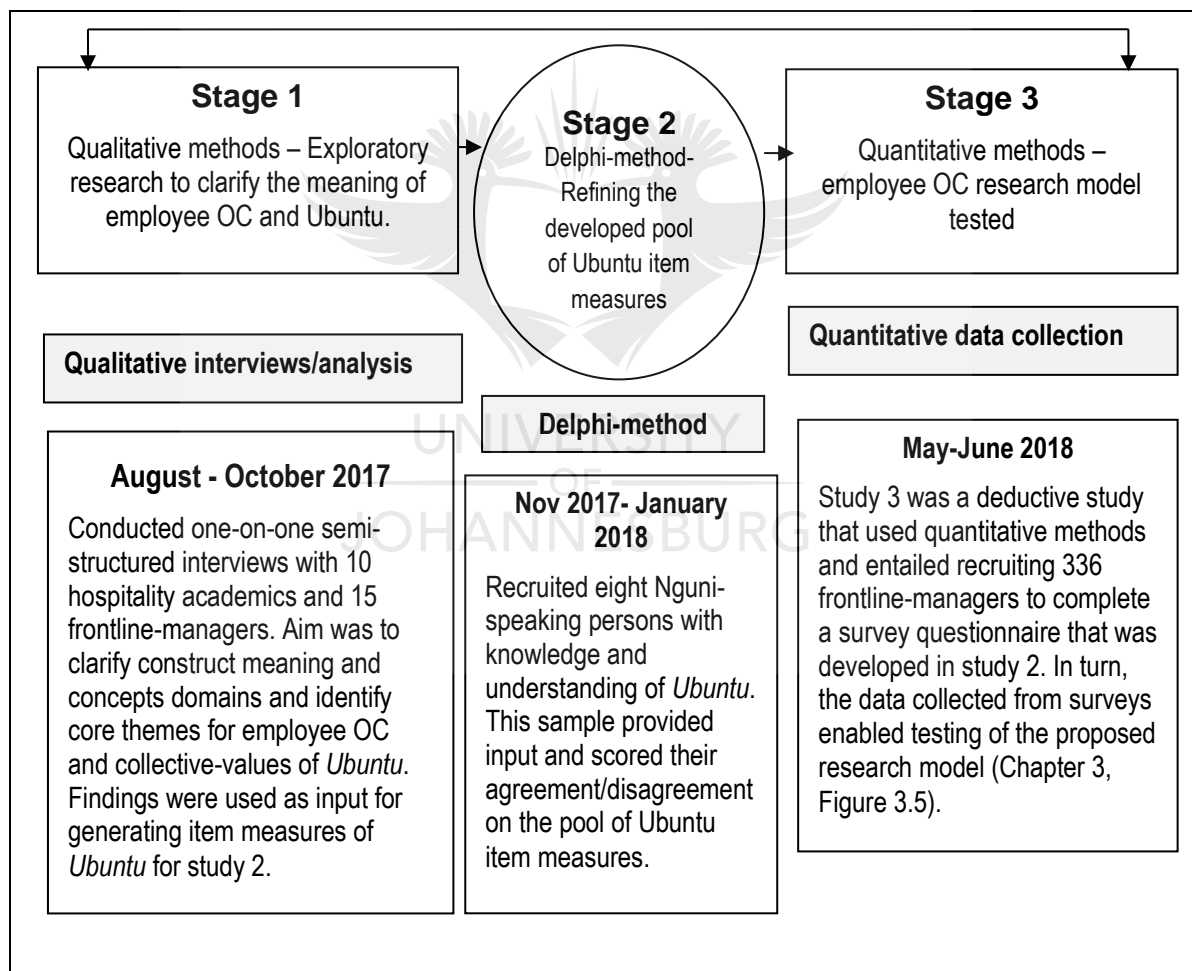 Stage 1
Qualitative methods – Exploratory
research to clarify the meaning of
employee OC and Ubuntu.
Stage 2
Delphi-method-
Refining the
developed pool
of Ubuntu item
measures
Stage 3
Quantitative methods –
employee OC research model
tested
Qualitative interviews/analysis
Delphi-method
Quantitative data collection
August - October 2017
Conducted one-on-one semi-
structured interviews with 10
hospitality academics and 15
frontline-managers. Aim was to
clarify construct meaning and
concepts domains and identify
core themes for employee OC
and collective-values of Ubuntu.
Findings were used as input for
generating item measures of
Ubuntu for study 2.
Nov 2017- January
2018
Recruited eight Nguni-
speaking persons with
knowledge and
understanding of Ubuntu.
This sample provided
input and scored their
agreement/disagreement
on the pool of Ubuntu
item measures.
May-June 2018
Study 3 was a deductive study
that used quantitative methods
and entailed recruiting 336
frontline-managers to complete
a survey questionnaire that was
developed in study 2. In turn,
the data collected from surveys
enabled testing of the proposed
research model (Chapter 3,
Figure 3.5).
UNIVERSITY
OF
JOHANNESBURG